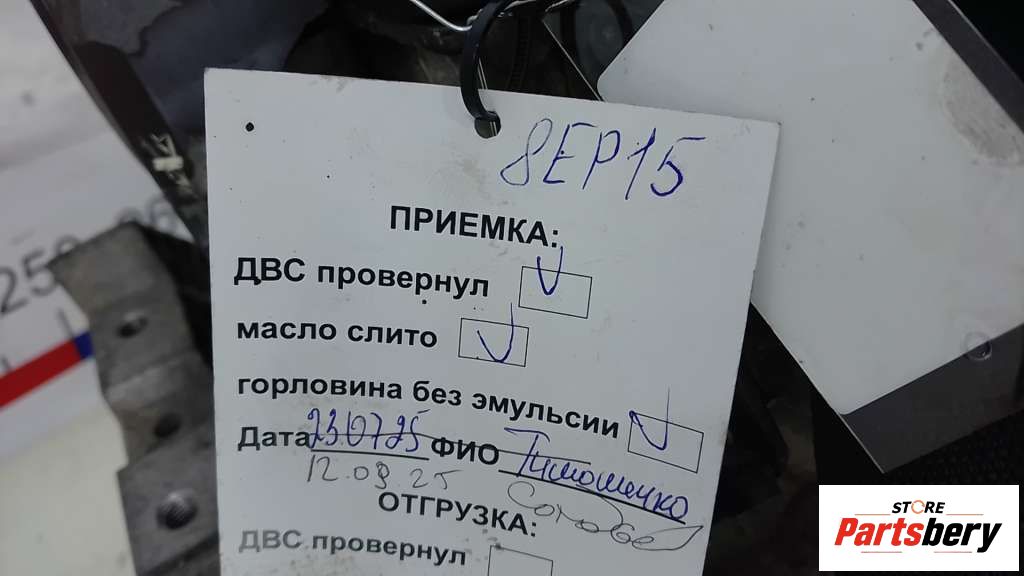 8EP15
ПРИЕМКА:
ДВС провернул
масло слито
горловина без эмульсии
Дата 230725 ФИО Тимошенко
12.09.25
ОТГРУЗКА:
ДВС провернул
STORE
Partsbery